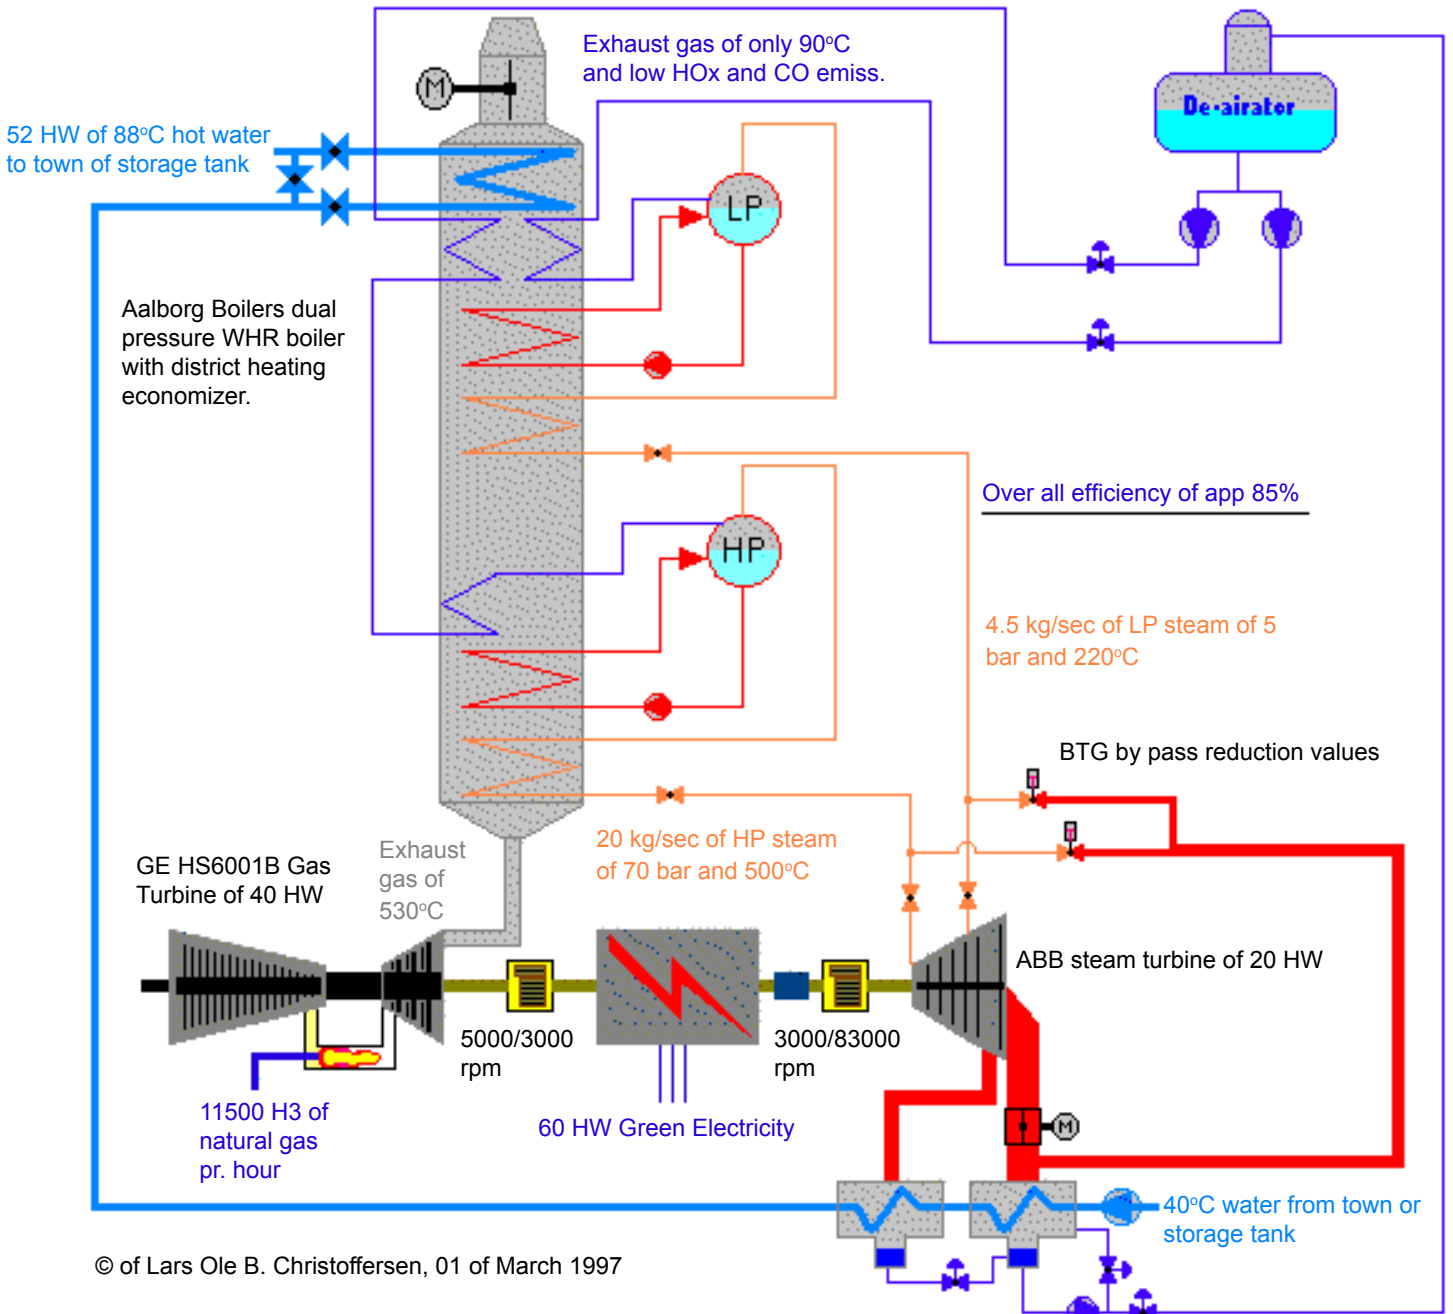 Exhaust gas of only 90°C
and low HOx and CO emiss.
M
De-airator
52 HW of 88°C hot water
to town of storage tank
LP
Aalborg Boilers dual
pressure WHR boiler
with district heating
economizer.
Over all efficiency of app 85%
HP
4.5 kg/sec of LP steam of 5
bar and 220°C
BTG by pass reduction values
20 kg/sec of HP steam
of 70 bar and 500°C
Exhaust
gas of
530°C
GE HS6001B Gas
Turbine of 40 HW
ABB steam turbine of 20 HW
5000/3000
rpm
3000/83000
rpm
11500 H3 of
natural gas
pr. hour
60 HW Green Electricity
M
40°C water from town or
storage tank
© of Lars Ole B. Christoffersen, 01 of March 1997